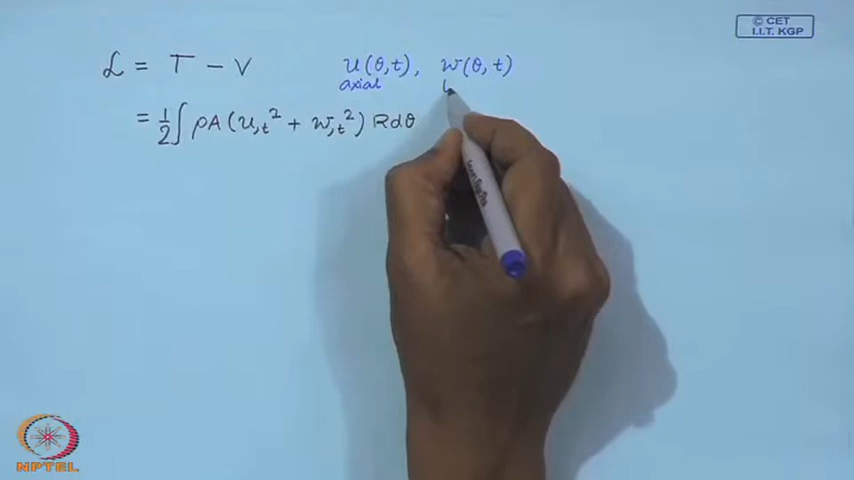 © CET
I.I.T. KGP
ℒ = T − V u(θ,t), w(θ,t)
axial
= 1/2 ∫ ρA (u,t² + w,t²) R dθ
NPTEL